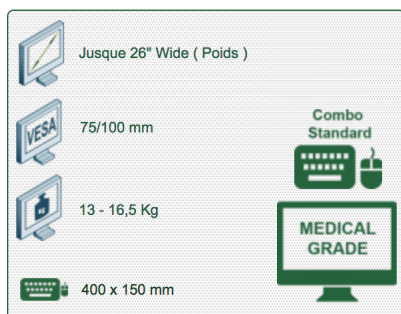 Jusque 26" Wide ( Poids )
VESA
75/100 mm
Combo
Standard
KG
13 - 16,5 Kg
MEDICAL
GRADE
400 x 150 mm